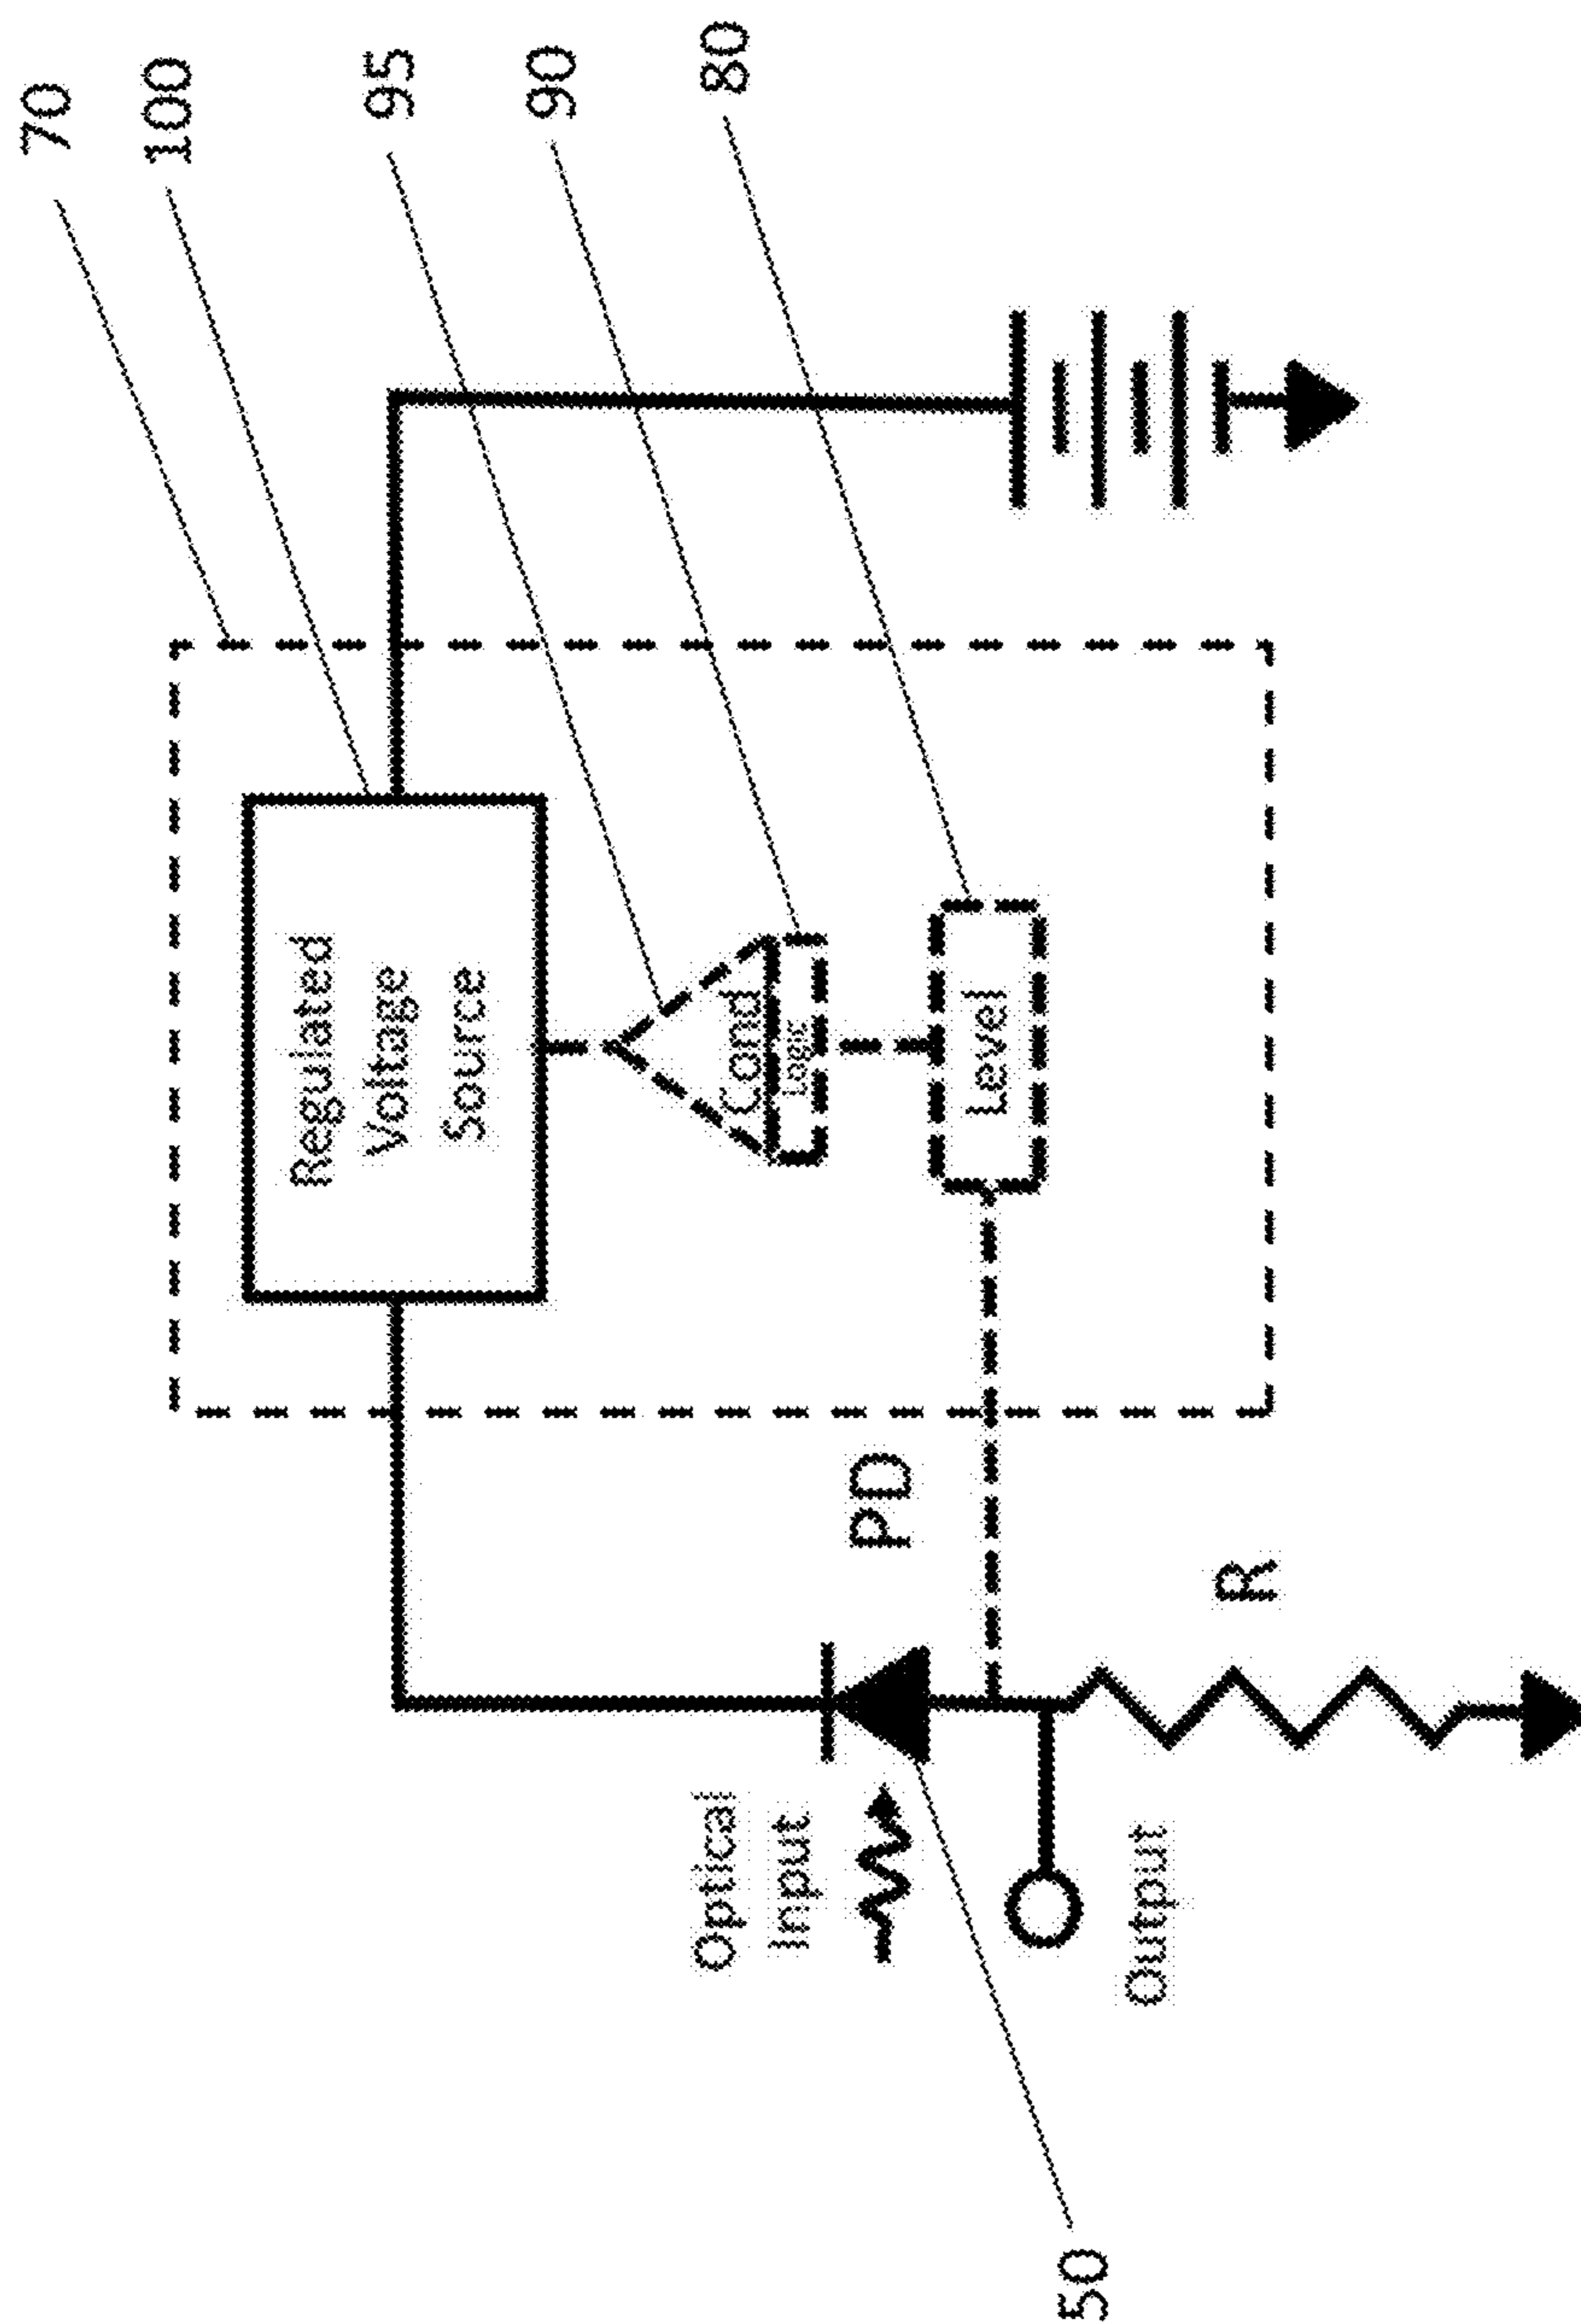 70
100
95
90
80
Regulated
Voltage
Source
Cond
Logic
Level
PD
R
Optical
Input
Output
50